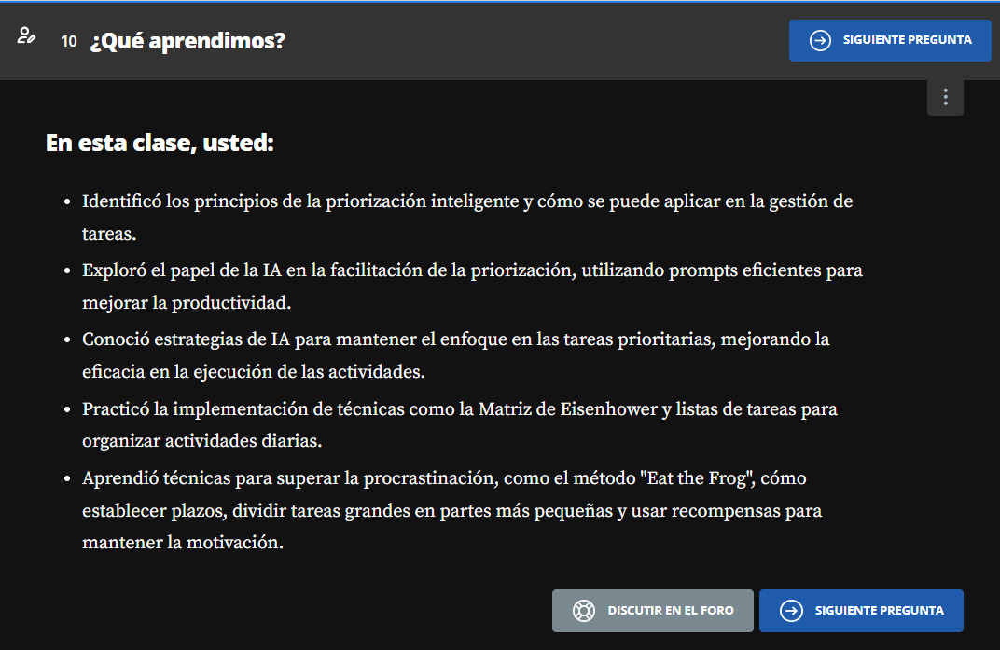 10 ¿Qué aprendimos?
SIGUIENTE PREGUNTA
En esta clase, usted:
• Identificó los principios de la priorización inteligente y cómo se puede aplicar en la gestión de
tareas.
• Exploró el papel de la IA en la facilitación de la priorización, utilizando prompts eficientes para
mejorar la productividad.
• Conoció estrategias de IA para mantener el enfoque en las tareas prioritarias, mejorando la
eficacia en la ejecución de las actividades.
• Practicó la implementación de técnicas como la Matriz de Eisenhower y listas de tareas para
organizar actividades diarias.
• Aprendió técnicas para superar la procrastinación, como el método "Eat the Frog", cómo
establecer plazos, dividir tareas grandes en partes más pequeñas y usar recompensas para
mantener la motivación.
DISCUTIR EN EL FORO
SIGUIENTE PREGUNTA